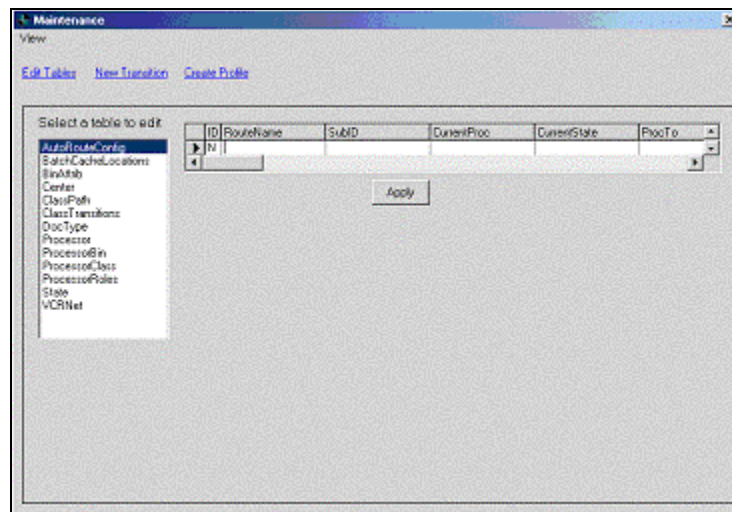 Maintenance
View
Edit Tables New Transition Create Profile
Select a table to edit
ID RouteName SubID CurrentProc CurrentState ProcTo
N
AutoRouteConfig
BatchCacheLocations
BinAttrib
Center
ClassPath
ClassTransitions
DocType
Processor
ProcessorBin
ProcessorClass
ProcessorRoles
State
VCRNet
Apply